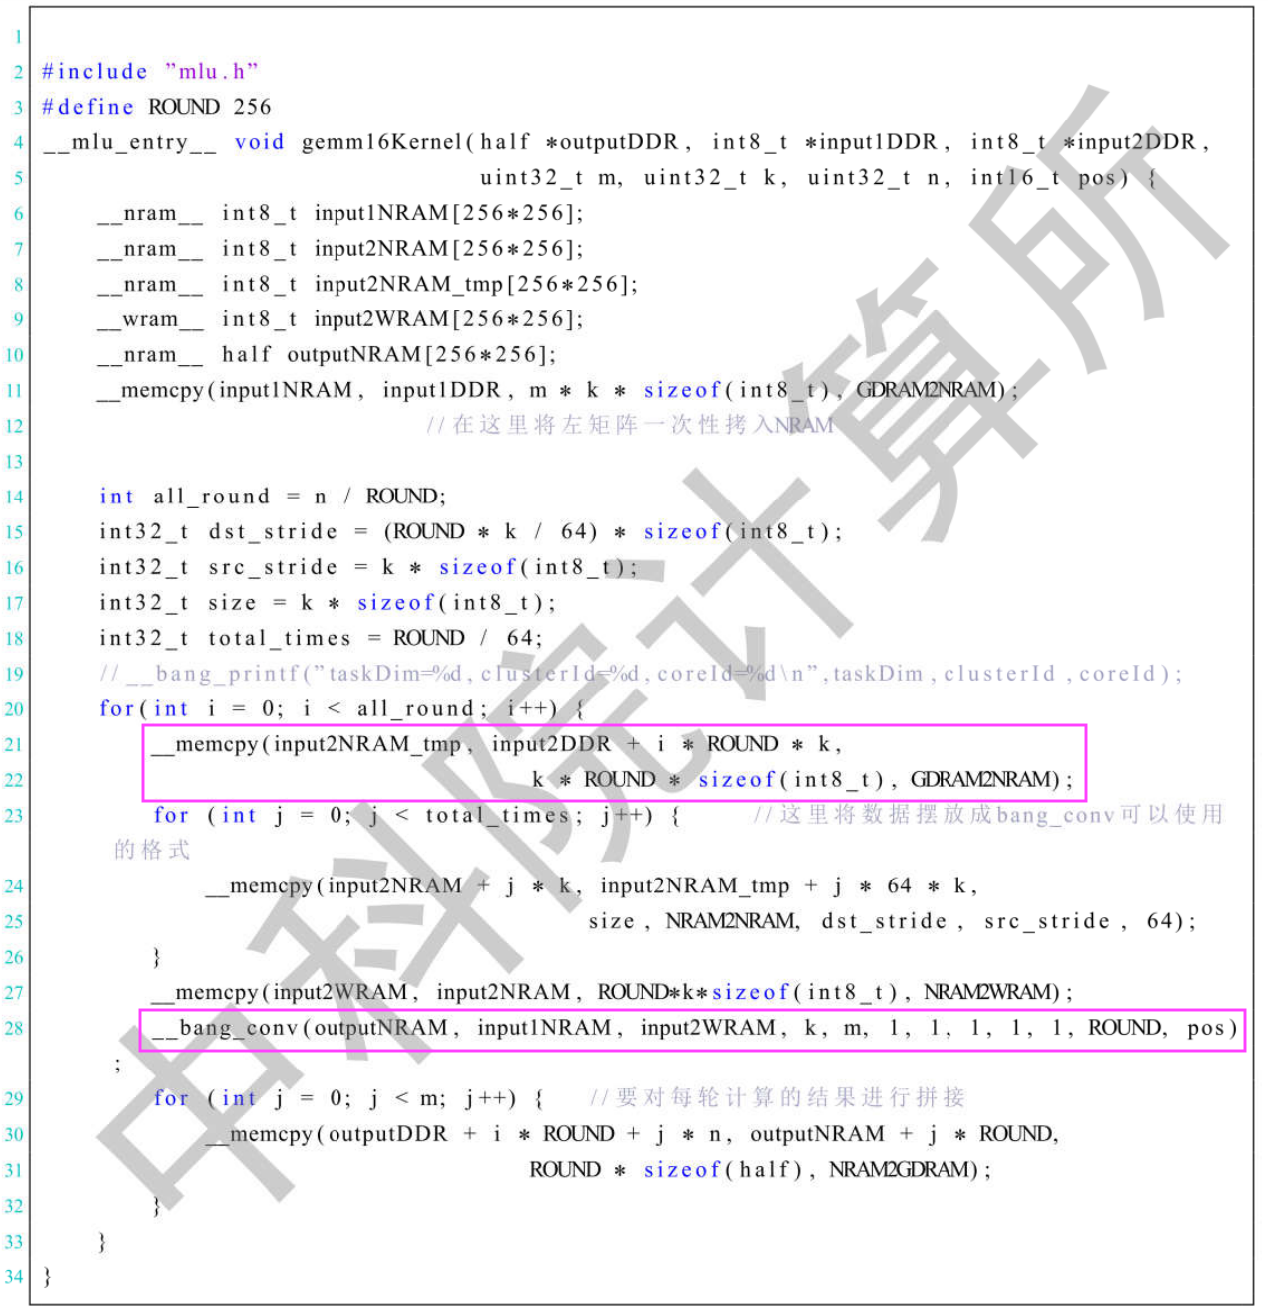 1
2 #include "mlu.h"
3 #define ROUND 256
4 __mlu_entry__ void gemm16Kernel(half *outputDDR, int8_t *input1DDR, int8_t *input2DDR,
5 uint32_t m, uint32_t k, uint32_t n, int16_t pos) {
6 __nram__ int8_t input1NRAM[256*256];
7 __nram__ int8_t input2NRAM[256*256];
8 __nram__ int8_t input2NRAM_tmp[256*256];
9 __wram__ int8_t input2WRAM[256*256];
10 __nram__ half outputNRAM[256*256];
11 __memcpy(input1NRAM, input1DDR, m * k * sizeof(int8_t), GDRAM2NRAM);
12 //在这里将左矩阵一次性拷入NRAM
13
14 int all_round = n / ROUND;
15 int32_t dst_stride = (ROUND * k / 64) * sizeof(int8_t);
16 int32_t src_stride = k * sizeof(int8_t);
17 int32_t size = k * sizeof(int8_t);
18 int32_t total_times = ROUND / 64;
19 //__bang_printf("taskDim=%d,clusterId=%d,coreId=%d\n",taskDim,clusterId,coreId);
20 for(int i = 0; i < all_round; i++) {
21 __memcpy(input2NRAM_tmp, input2DDR + i * ROUND * k,
22 k * ROUND * sizeof(int8_t), GDRAM2NRAM);
23 for (int j = 0; j < total_times; j++) { //这里将数据摆放成bang_conv可以使用
的格式
24 __memcpy(input2NRAM + j * k, input2NRAM_tmp + j * 64 * k,
25 size, NRAM2NRAM, dst_stride, src_stride, 64);
26 }
27 __memcpy(input2WRAM, input2NRAM, ROUND*k*sizeof(int8_t), NRAM2WRAM);
28 __bang_conv(outputNRAM, input1NRAM, input2WRAM, k, m, 1, 1, 1, 1, 1, ROUND, pos)
;
29 for (int j = 0; j < m; j++) { //要对每轮计算的结果进行拼接
30 __memcpy(outputDDR + i * ROUND + j * n, outputNRAM + j * ROUND,
31 ROUND * sizeof(half), NRAM2GDRAM);
32 }
33 }
34 }
中科院计算所